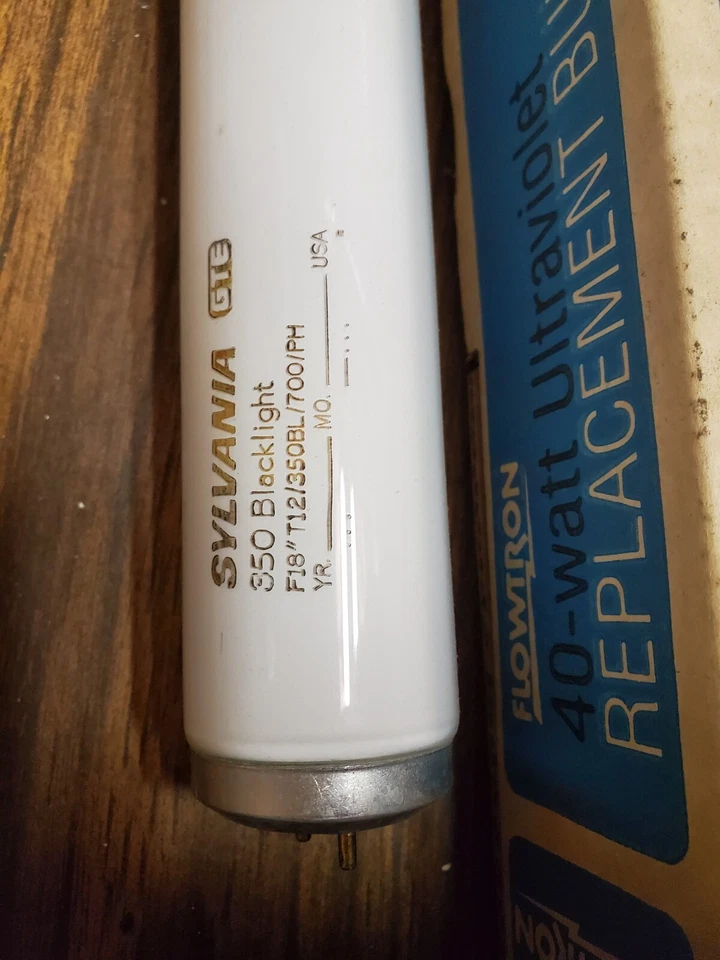 SYLVANIA GTE
350 Blacklight
F18"T12/350BL/700/PH
YR. MO. USA
FLOWTRON
40-watt Ultraviolet
REPLACEMENT